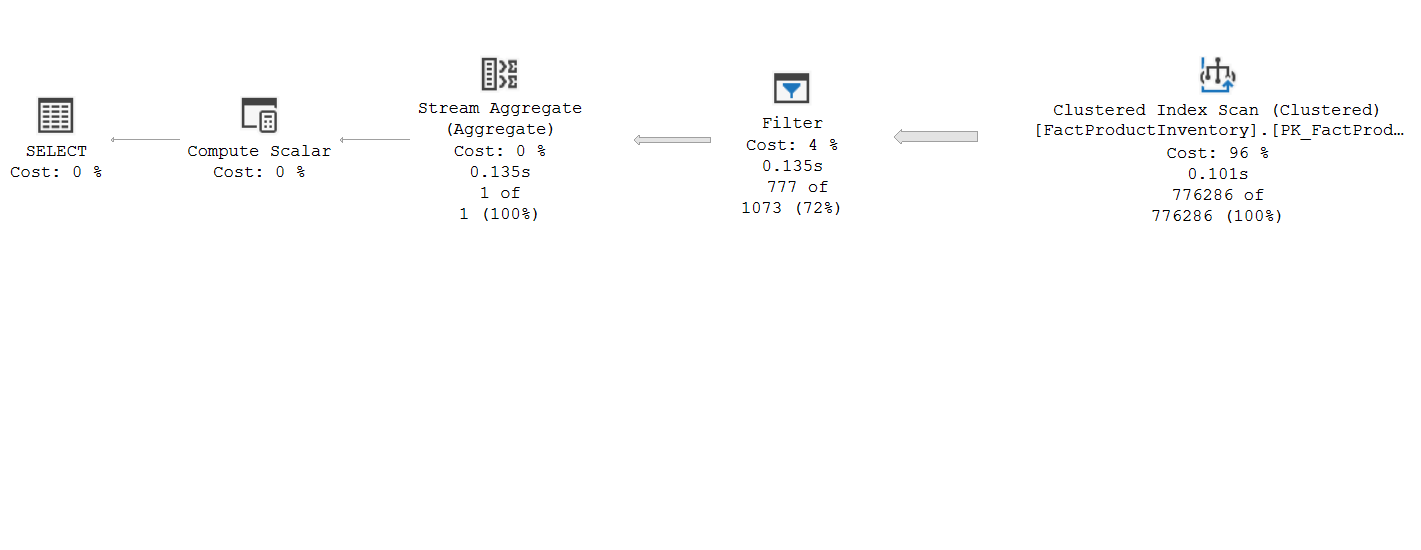 SELECT
Cost: 0 %
Compute Scalar
Cost: 0 %
Stream Aggregate
(Aggregate)
Cost: 0 %
0.135s
1 of
1 (100%)
Filter
Cost: 4 %
0.135s
777 of
1073 (72%)
Clustered Index Scan (Clustered)
[FactProductInventory].[PK_FactProd…
Cost: 96 %
0.101s
776286 of
776286 (100%)